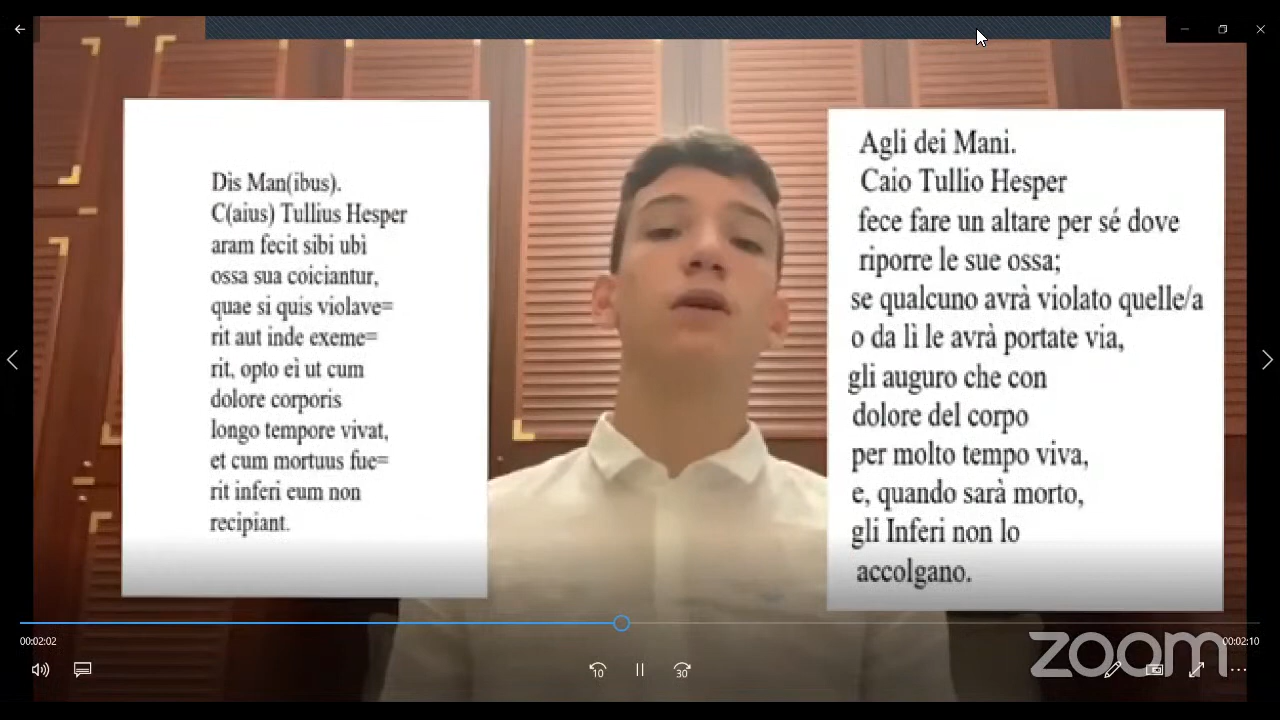 Dis Man(ibus).
C(aius) Tullius Hesper
aram fecit sibi ubi
ossa sua coiciantur,
quae si quis violave=
rit aut inde exeme=
rit, opto ei ut cum
dolore corporis
longo tempore vivat,
et cum mortuus fue=
rit inferi eum non
recipiant.
Agli dei Mani.
Caio Tullio Hesper
fece fare un altare per sé dove
riporre le sue ossa;
se qualcuno avrà violato quelle/a
o da lì le avrà portate via,
gli auguro che con
dolore del corpo
per molto tempo viva,
e, quando sarà morto,
gli Inferi non lo
accolgano.
00:02:02
00:02:10
10
30
zoom